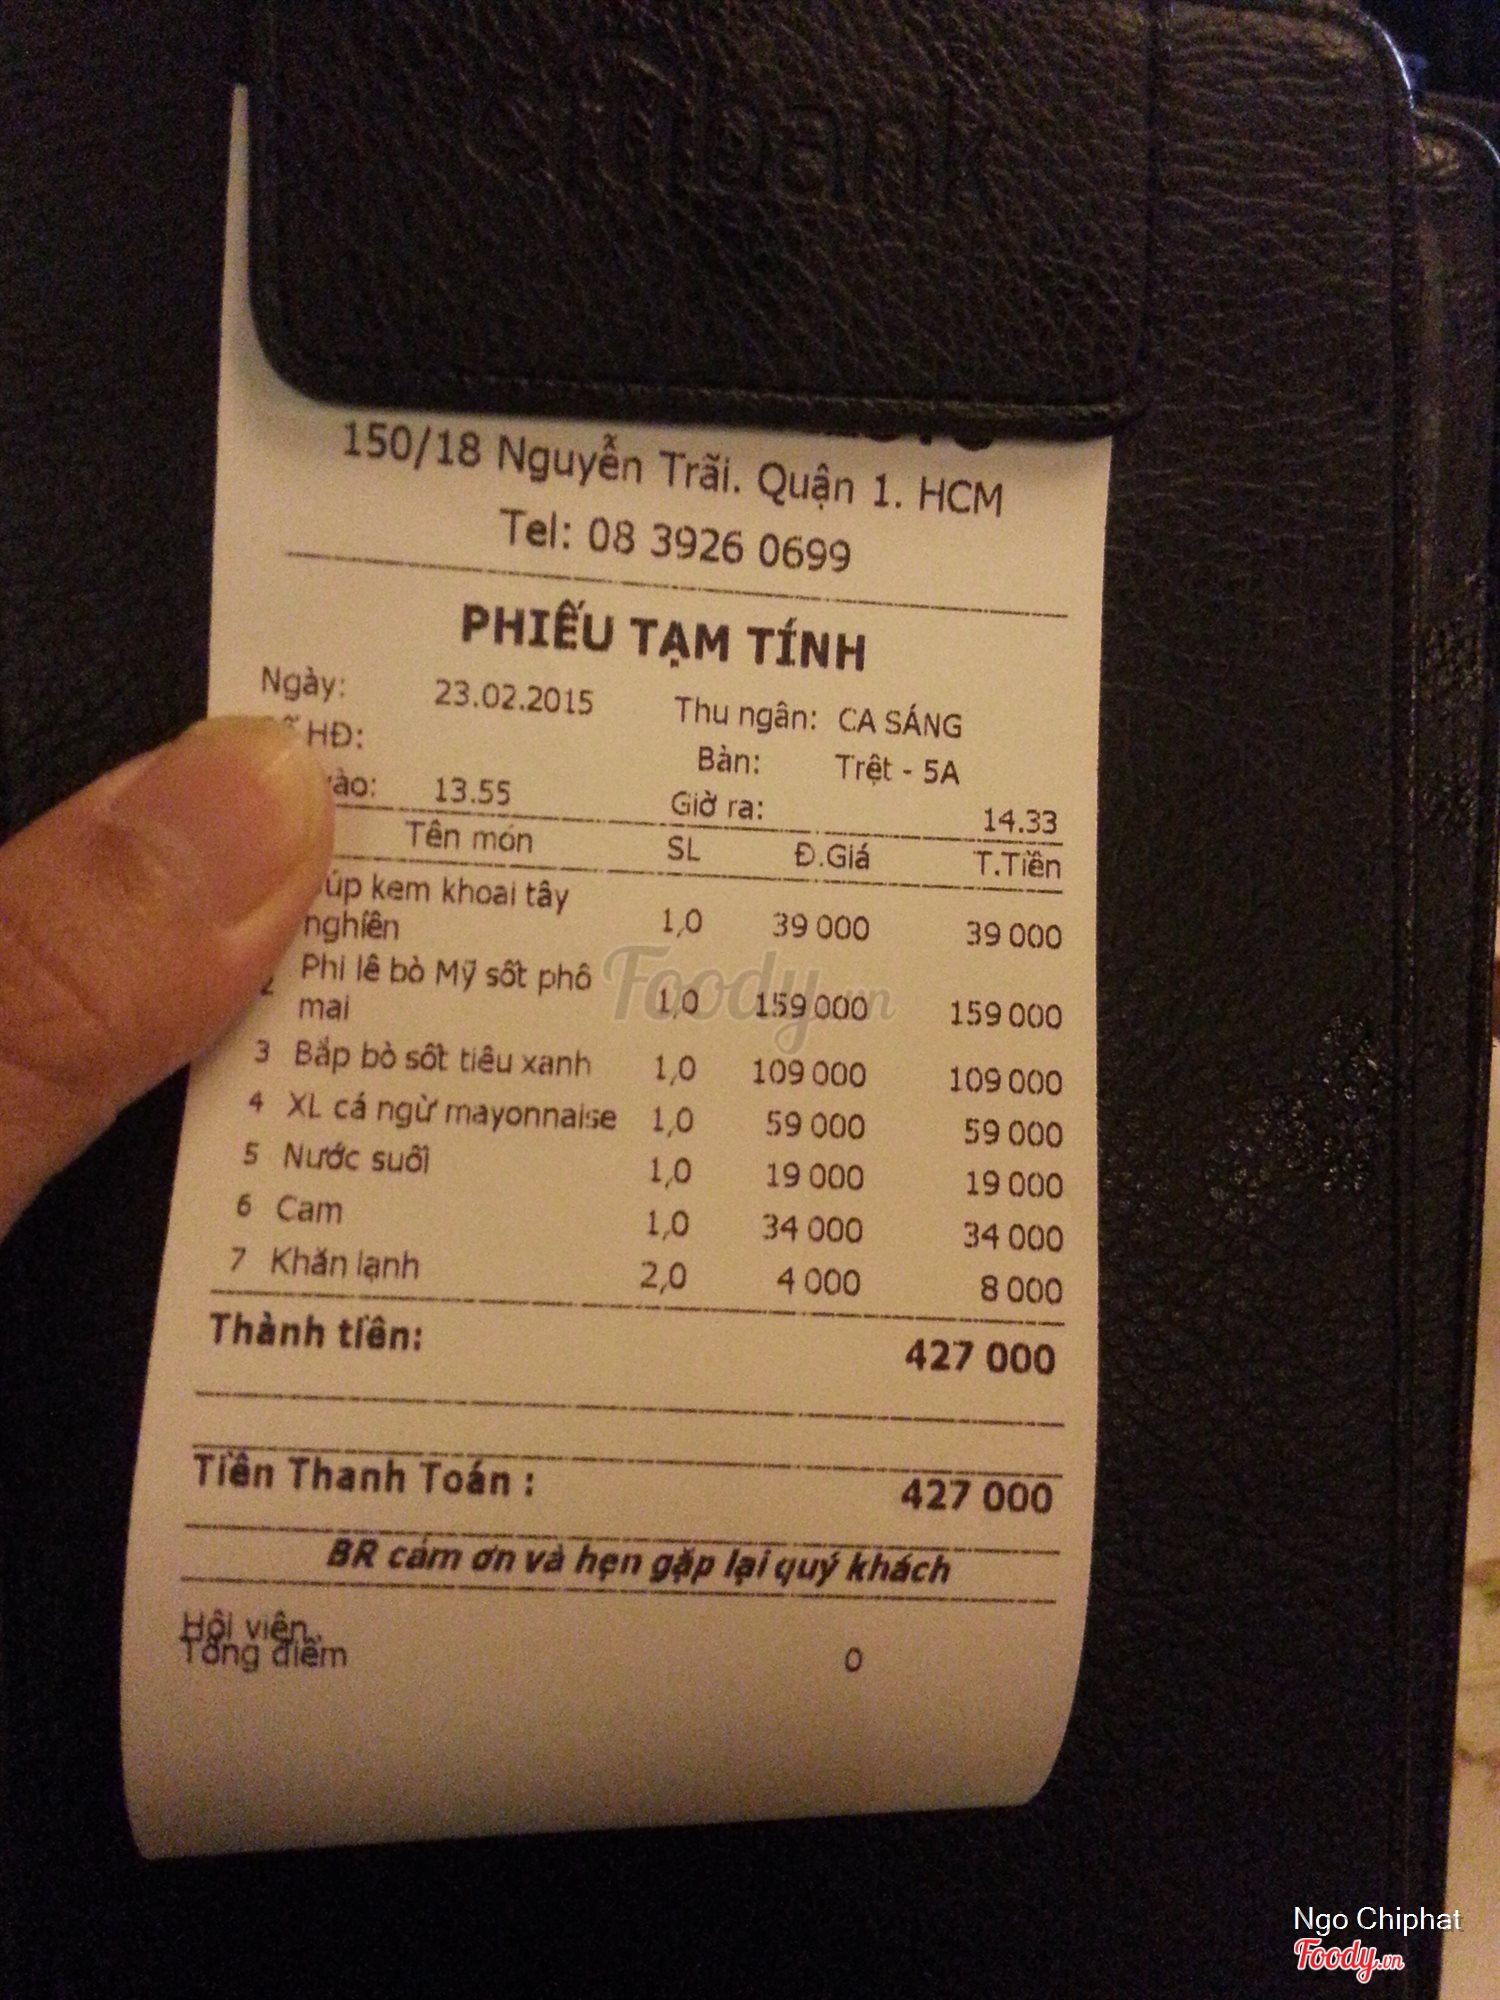 bank
150/18 Nguyễn Trãi. Quận 1. HCM
Tel: 08 3926 0699
PHIẾU TẠM TÍNH
Ngày: 23.02.2015 Thu ngân: CA SÁNG
HĐ: Bàn: Trệt - 5A
13.55 Giờ ra: 14.33
Tên món SL Đ.Giá T.Tiền
kem khoai tây
nghiền 1,0 39 000 39 000
2 Phi lê bò Mỹ sốt phô
mai 1,0 159 000 159 000
3 Bắp bò sốt tiêu xanh 1,0 109 000 109 000
4 XL cá ngừ mayonnaise 1,0 59 000 59 000
5 Nước suối 1,0 19 000 19 000
6 Cam 1,0 34 000 34 000
7 Khăn lạnh 2,0 4 000 8 000
Thành tiền: 427 000
Tiền Thanh Toán : 427 000
BR cám ơn và hẹn gặp lại quý khách
Hội viên
Tổng điểm 0
Foody.vn
Ngo Chiphat
Foody.vn